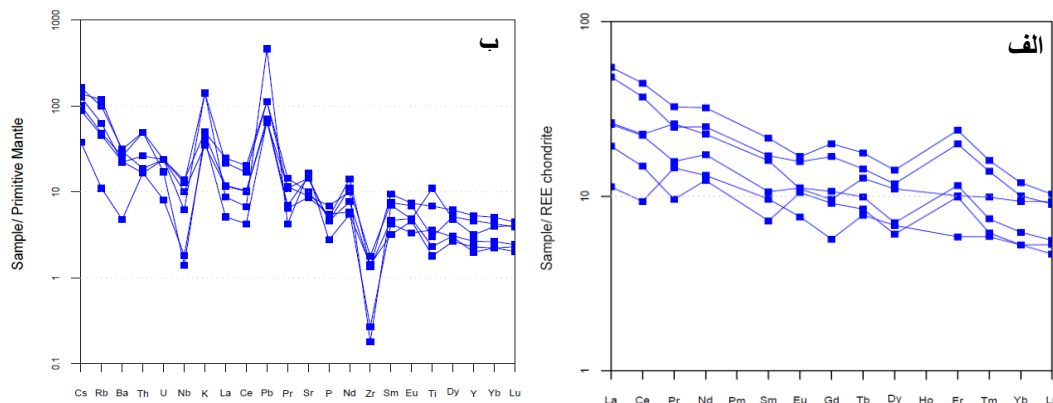 ب
1000
100
10
1
0.1
Sample/ Primitive Mantle
Cs Rb Ba Th U Nb K La Ce Pb Pr Sr P Nd Zr Sm Eu Ti Dy Y Yb Lu
الف
100
10
1
Sample/ REE chondrite
La Ce Pr Nd Pm Sm Eu Gd Tb Dy Ho Er Tm Yb